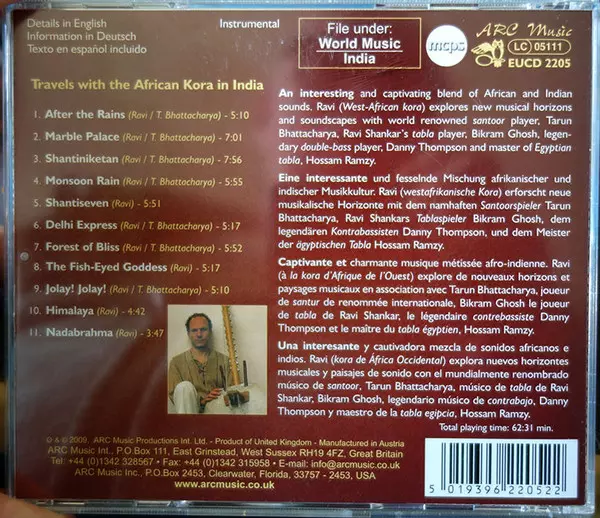 Details in English
Information in Deutsch
Texto en español incluido
Instrumental
File under:
World Music
India
mcps
ARC Music
LC 05111
EUCD 2205
Travels with the African Kora in India
1. After the Rains (Ravi / T. Bhattacharya) - 5:10
2. Marble Palace (Ravi / T. Bhattacharya) - 7:01
3. Shantiniketan (Ravi / T. Bhattacharya) - 7:56
4. Monsoon Rain (Ravi / T. Bhattacharya) - 5:55
5. Shantiseven (Ravi) - 5:51
6. Delhi Express (Ravi / T. Bhattacharya) - 5:17
7. Forest of Bliss (Ravi / T. Bhattacharya) - 5:52
8. The Fish-Eyed Goddess (Ravi) - 5:17
9. Jolay! Jolay! (Ravi / T. Bhattacharya) - 5:10
10. Himalaya (Ravi) - 4:42
11. Nadabrahma (Ravi) - 3:47
An interesting and captivating blend of African and Indian
sounds. Ravi (West-African kora) explores new musical horizons
and soundscapes with world renowned santoor player, Tarun
Bhattacharya, Ravi Shankar's tabla player, Bikram Ghosh, legen-
dary double-bass player, Danny Thompson and master of Egyptian
tabla, Hossam Ramzy.
Eine interessante und fesselnde Mischung afrikanischer und
indischer Musikkultur. Ravi (westafrikanische Kora) erforscht neue
musikalische Horizonte mit dem namhaften Santoorspieler Tarun
Bhattacharya, Ravi Shankars Tablaspieler Bikram Ghosh, dem
legendären Kontrabassisten Danny Thompson, und dem Meister
der ägyptischen Tabla Hossam Ramzy.
Captivante et charmante musique métissée afro-indienne. Ravi
(à la kora d'Afrique de l'Ouest) explore de nouveaux horizons et
paysages musicaux en association avec Tarun Bhattacharya, joueur
de santur de renommée internationale, Bikram Ghosh le joueur
de tabla de Ravi Shankar, le légendaire contrebassiste Danny
Thompson et le maître du tabla égyptien, Hossam Ramzy.
Una interesante y cautivadora mezcla de sonidos africanos e
indios. Ravi (kora de África Occidental) explora nuevos horizontes
musicales y paisajes de sonido con el mundialmente renombrado
músico de santoor, Tarun Bhattacharya, músico de tabla de Ravi
Shankar, Bikram Ghosh, legendario músico de contrabajo, Danny
Thompson y maestro de la tabla egipcia, Hossam Ramzy.
Total playing time: 62:31 min.
℗ & © 2009, ARC Music Productions Int. Ltd. - Product of United Kingdom - Manufactured in Austria
ARC Music Int., P.O.Box 111, East Grinstead, West Sussex RH19 4FZ, Great Britain
Tel: +44 (0)1342 328567 • Fax: +44 (0)1342 315958 • E-mail: info@arcmusic.co.uk
ARC Music Inc., P.O.Box 2453, Clearwater, Florida, 33757 - 2453, USA
www.arcmusic.co.uk
5 019396 220522